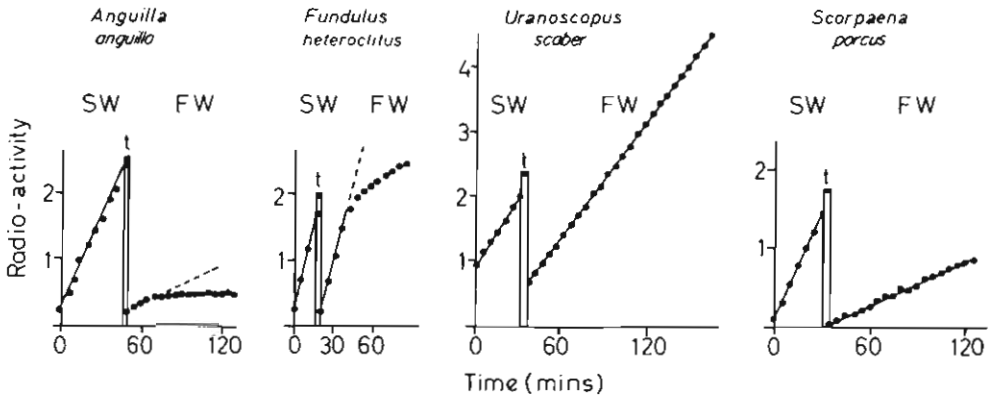 Anguilla
anguilla
Fundulus
heteroclitus
Uranoscopus
scaber
Scorpaena
porcus
Radio-activity
SW FW
t
2
1
0 60 120
SW FW
t
2
1
0 30 60
SW FW
t
4
3
2
1
0 60 120
SW FW
t
2
1
0 60 120
Time (mins)